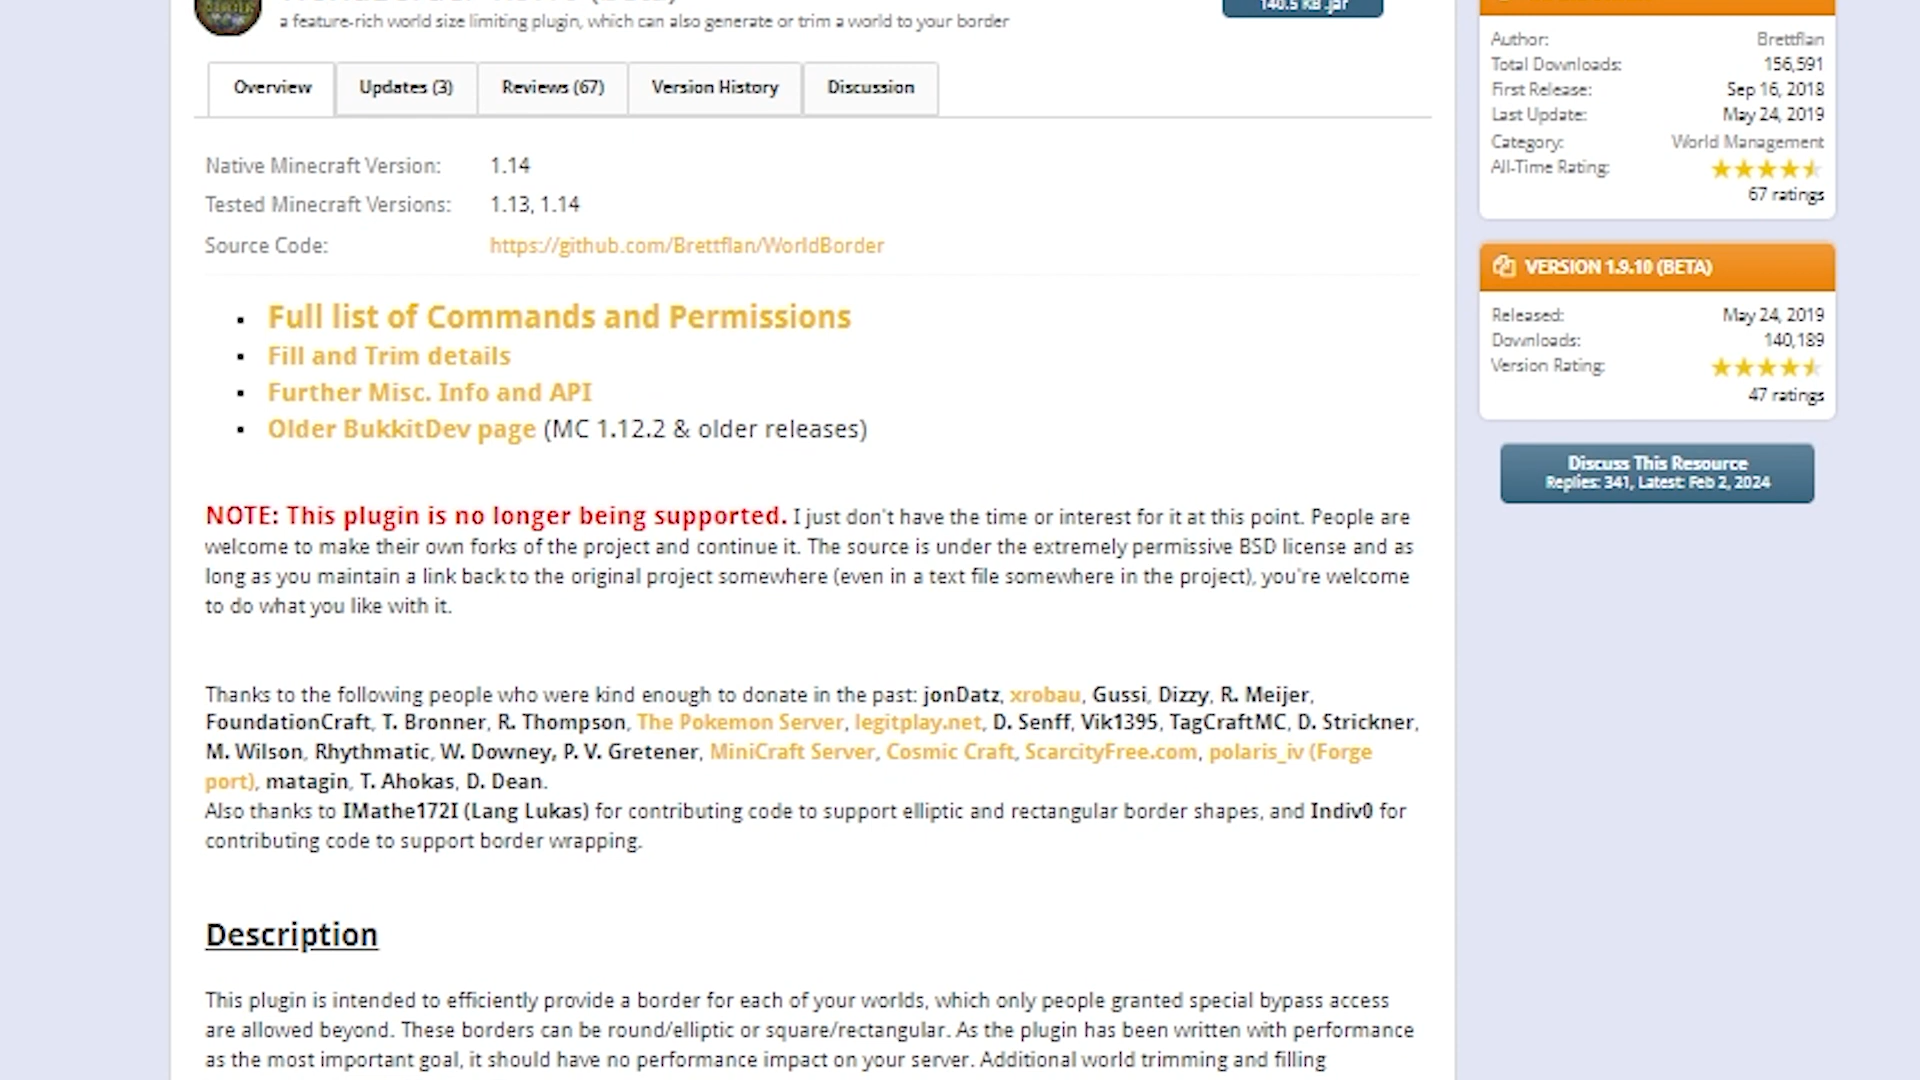 a feature-rich world size limiting plugin, which can also generate or trim a world to your border
140.5 KB .jar
Overview
Updates (3)
Reviews (67)
Version History
Discussion
Native Minecraft Version: 1.14
Tested Minecraft Versions: 1.13, 1.14
Source Code: https://github.com/Brettflan/WorldBorder
Full list of Commands and Permissions
Fill and Trim details
Further Misc. Info and API
Older BukkitDev page (MC 1.12.2 & older releases)
NOTE: This plugin is no longer being supported. I just don't have the time or interest for it at this point. People are
welcome to make their own forks of the project and continue it. The source is under the extremely permissive BSD license and as
long as you maintain a link back to the original project somewhere (even in a text file somewhere in the project), you're welcome
to do what you like with it.
Thanks to the following people who were kind enough to donate in the past: jonDatz, xrobau, Gussi, Dizzy, R. Meijer,
FoundationCraft, T. Bronner, R. Thompson, The Pokemon Server, legitplay.net, D. Senff, Vik1395, TagCraftMC, D. Strickner,
M. Wilson, Rhythmatic, W. Downey, P. V. Gretener, MiniCraft Server, Cosmic Craft, ScarcityFree.com, polaris_iv (Forge
port), matagin, T. Ahokas, D. Dean.
Also thanks to IMathe172I (Lang Lukas) for contributing code to support elliptic and rectangular border shapes, and Indiv0 for
contributing code to support border wrapping.
Description
This plugin is intended to efficiently provide a border for each of your worlds, which only people granted special bypass access
are allowed beyond. These borders can be round/elliptic or square/rectangular. As the plugin has been written with performance
as the most important goal, it should have no performance impact on your server. Additional world trimming and filling
Author: Brettflan
Total Downloads: 156,591
First Release: Sep 16, 2018
Last Update: May 24, 2019
Category: World Management
All-Time Rating:
67 ratings
VERSION 1.9.10 (BETA)
Released: May 24, 2019
Downloads: 140,189
Version Rating:
47 ratings
Discuss This Resource
Replies: 341, Latest: Feb 2, 2024